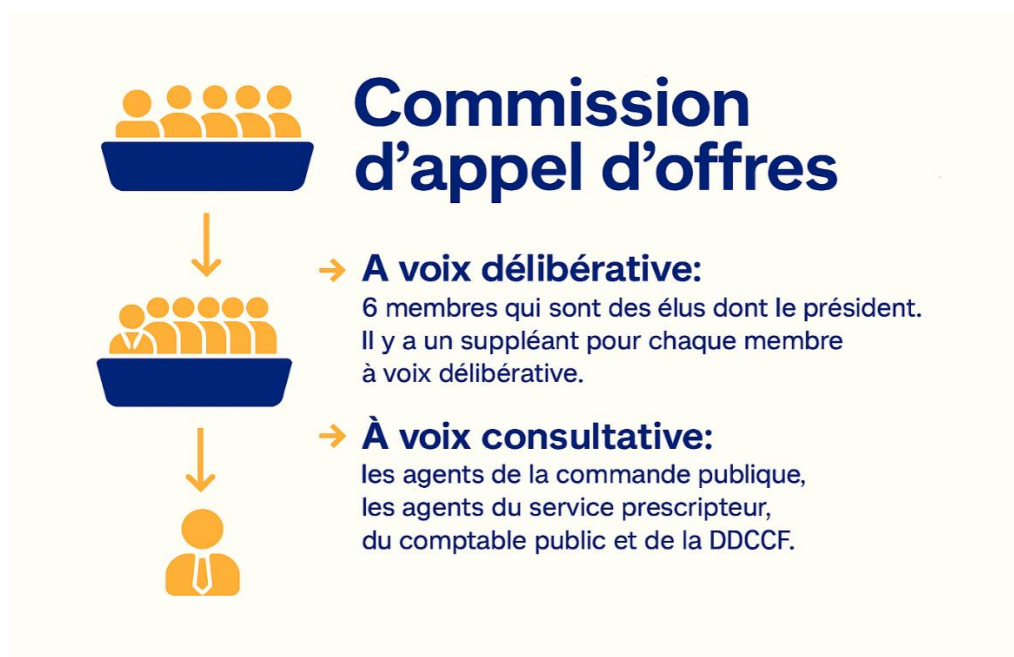 Commission
d'appel d'offres
A voix délibérative:
6 membres qui sont des élus dont le président.
Il y a un suppléant pour chaque membre
à voix délibérative.
À voix consultative:
les agents de la commande publique,
les agents du service prescripteur,
du comptable public et de la DDCCF.